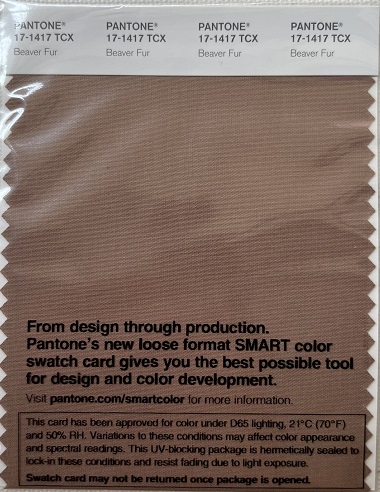 PANTONE® PANTONE® PANTONE® PANTONE®
17-1417 TCX 17-1417 TCX 17-1417 TCX 17-1417 TCX
Beaver Fur Beaver Fur Beaver Fur Beaver Fur
From design through production.
Pantone's new loose format SMART color
swatch card gives you the best possible tool
for design and color development.
Visit pantone.com/smartcolor for more information.
This card has been approved for color under D65 lighting, 21°C (70°F)
and 50% RH. Variations to these conditions may affect color appearance
and spectral readings. This UV-blocking package is hermetically sealed to
lock-in these conditions and resist fading due to light exposure.
Swatch card may not be returned once package is opened.